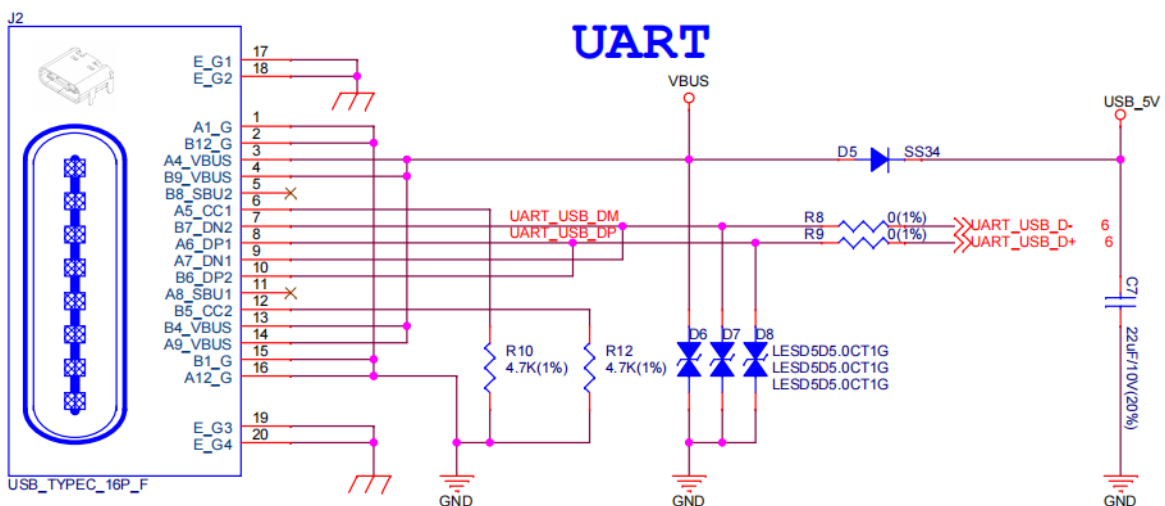 J2
UART
E_G1 17
E_G2 18
VBUS
USB_5V
A1_G 1
B12_G 2
A4_VBUS 3
D5 SS34
B9_VBUS 4
B8_SBU2 5
A5_CC1 6
B7_DN2 7
UART_USB_DM
R8 0(1%)
UART_USB_D- 6
A6_DP1 8
UART_USB_DP
R9 0(1%)
UART_USB_D+ 6
A7_DN1 9
B6_DP2 10
A8_SBU1 11
B5_CC2 12
B4_VBUS 13
A9_VBUS 14
B1_G 15
A12_G 16
C7
22uF/10V(20%)
R10
4.7K(1%)
R12
4.7K(1%)
D6 D7 D8
LESD5D5.0CT1G
LESD5D5.0CT1G
LESD5D5.0CT1G
E_G3 19
E_G4 20
USB_TYPEC_16P_F
GND
GND
GND